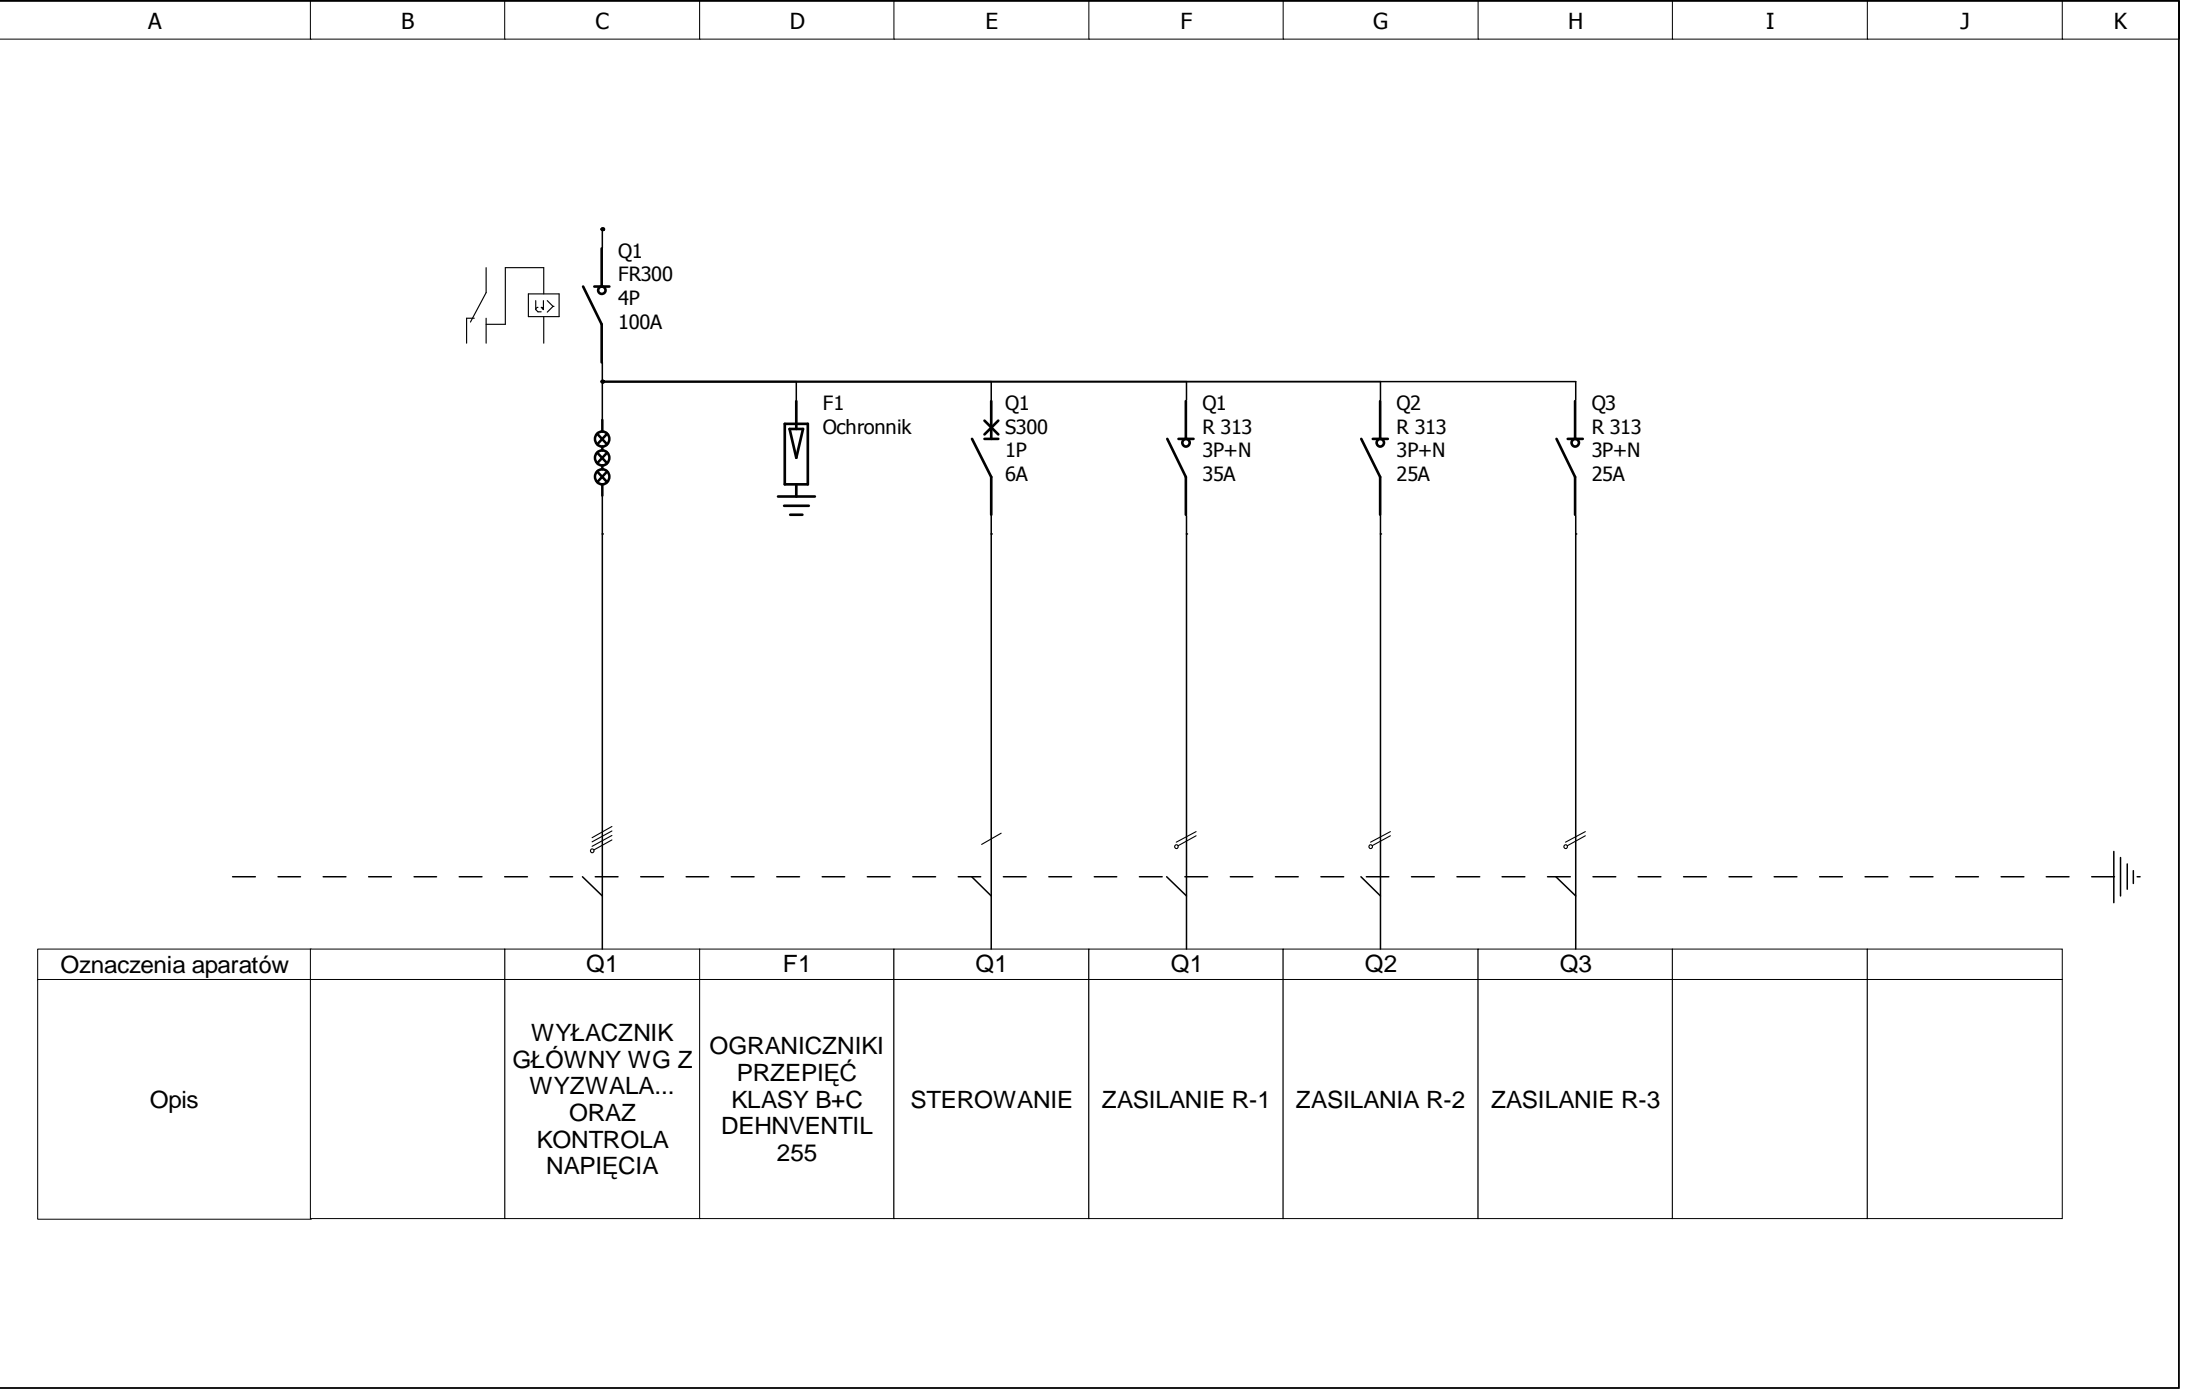 A B C D E F G H I J K
Q1
FR300
4P
100A
F1
Ochronnik
Q1
S300
1P
6A
Q1
R 313
3P+N
35A
Q2
R 313
3P+N
25A
Q3
R 313
3P+N
25A
U>
Oznaczenia aparatów Q1 F1 Q1 Q1 Q2 Q3
Opis
WYŁACZNIK
GŁÓWNY WG Z
WYZWALA...
ORAZ
KONTROLA
NAPIĘCIA
OGRANICZNIKI
PRZEPIĘĆ
KLASY B+C
DEHNVENTIL
255
STEROWANIE
ZASILANIE R-1
ZASILANIA R-2
ZASILANIE R-3